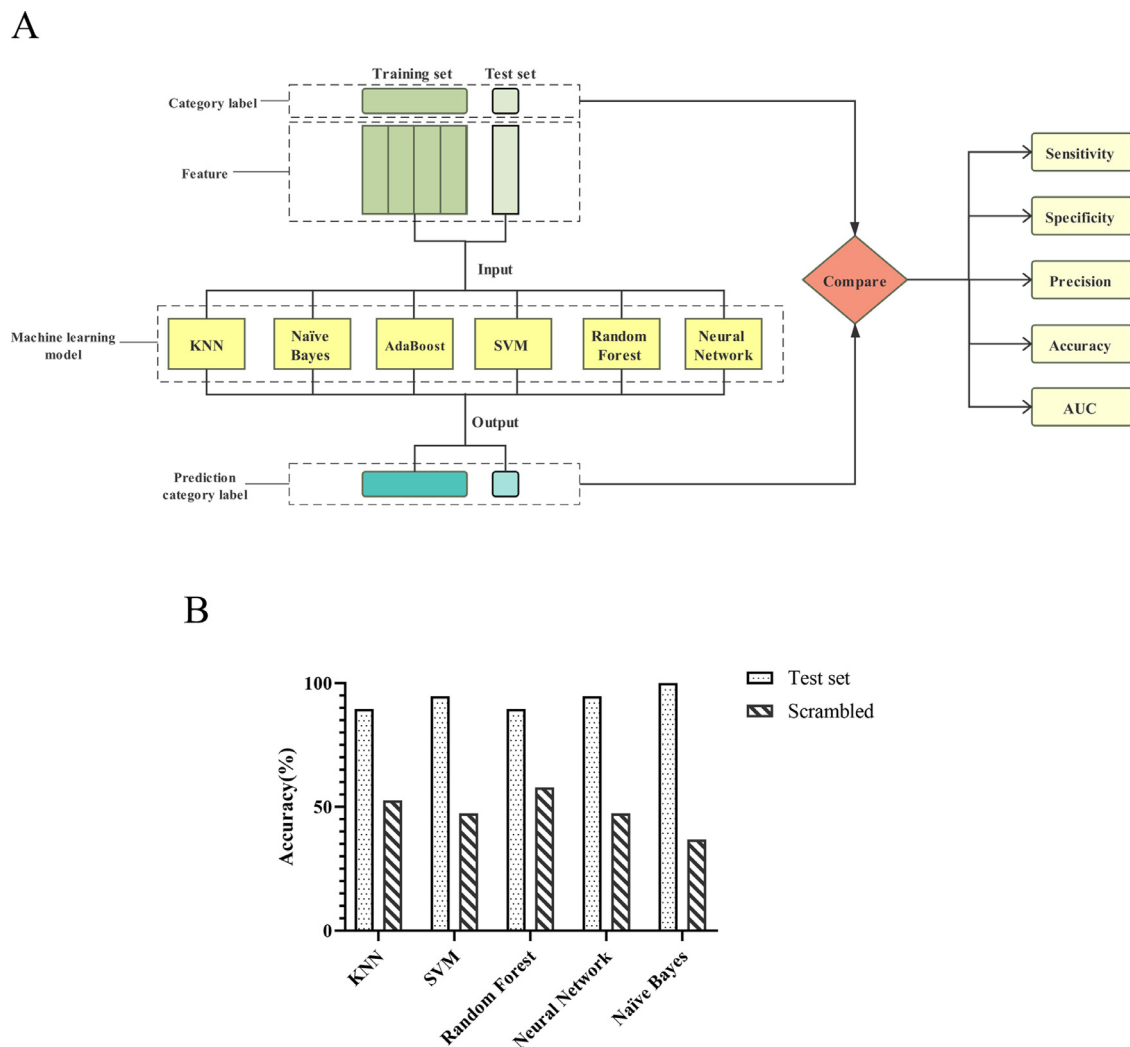 A
Training set
Test set
Category label
Feature
Input
Machine learning
model
KNN
Naïve
Bayes
AdaBoost
SVM
Random
Forest
Neural
Network
Output
Prediction
category label
Compare
Sensitivity
Specificity
Precision
Accuracy
AUC
B
Test set
Scrambled
Accuracy(%)
100
50
0
KNN
SVM
Random Forest
Neural Network
Naïve Bayes